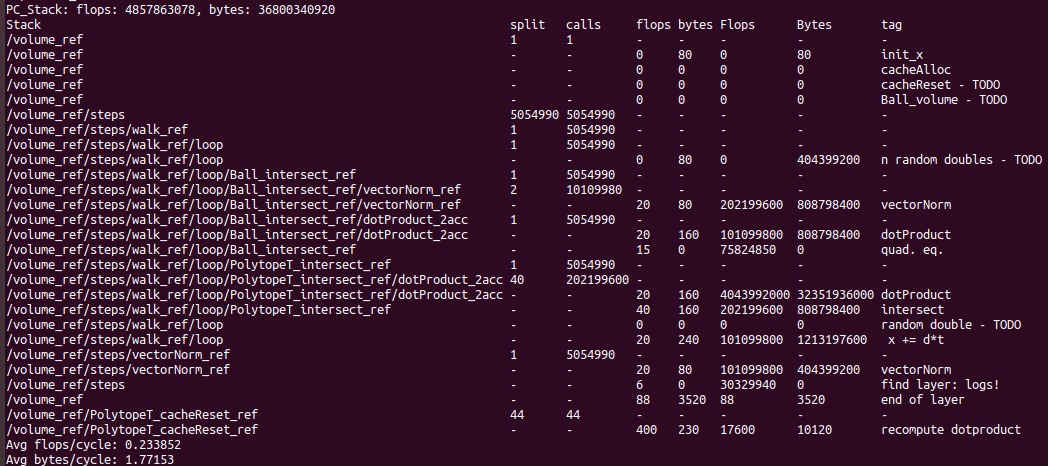 PC_Stack: flops: 4857863078, bytes: 36800340920
Stack split calls flops bytes Flops Bytes tag
/volume_ref 1 1 - - - - -
/volume_ref - - 0 80 0 80 init_x
/volume_ref - - 0 0 0 0 cacheAlloc
/volume_ref - - 0 0 0 0 cacheReset - TODO
/volume_ref - - 0 0 0 0 Ball_volume - TODO
/volume_ref/steps 5054990 5054990 - - - - -
/volume_ref/steps/walk_ref 1 5054990 - - - - -
/volume_ref/steps/walk_ref/loop 1 5054990 - - - - -
/volume_ref/steps/walk_ref/loop - - 0 80 0 404399200 n random doubles - TODO
/volume_ref/steps/walk_ref/loop/Ball_intersect_ref 1 5054990 - - - - -
/volume_ref/steps/walk_ref/loop/Ball_intersect_ref/vectorNorm_ref 2 10109980 - - - - -
/volume_ref/steps/walk_ref/loop/Ball_intersect_ref/vectorNorm_ref - - 20 80 202199600 808798400 vectorNorm
/volume_ref/steps/walk_ref/loop/Ball_intersect_ref/dotProduct_2acc 1 5054990 - - - - -
/volume_ref/steps/walk_ref/loop/Ball_intersect_ref/dotProduct_2acc - - 20 160 101099800 808798400 dotProduct
/volume_ref/steps/walk_ref/loop/Ball_intersect_ref - - 15 0 75824850 0 quad. eq.
/volume_ref/steps/walk_ref/loop/PolytopeT_intersect_ref 1 5054990 - - - - -
/volume_ref/steps/walk_ref/loop/PolytopeT_intersect_ref/dotProduct_2acc 40 202199600 - - - - -
/volume_ref/steps/walk_ref/loop/PolytopeT_intersect_ref/dotProduct_2acc - - 20 160 4043992000 32351936000 dotProduct
/volume_ref/steps/walk_ref/loop/PolytopeT_intersect_ref - - 40 160 202199600 808798400 intersect
/volume_ref/steps/walk_ref/loop - - 0 0 0 0 random double - TODO
/volume_ref/steps/walk_ref/loop - - 20 240 101099800 1213197600 x += d*t
/volume_ref/steps/vectorNorm_ref 1 5054990 - - - - -
/volume_ref/steps/vectorNorm_ref - - 20 80 101099800 404399200 vectorNorm
/volume_ref/steps - - 6 0 30329940 0 find layer: logs!
/volume_ref - - 88 3520 88 3520 end of layer
/volume_ref/PolytopeT_cacheReset_ref 44 44 - - - - -
/volume_ref/PolytopeT_cacheReset_ref - - 400 230 17600 10120 recompute dotproduct
Avg flops/cycle: 0.233852
Avg bytes/cycle: 1.77153